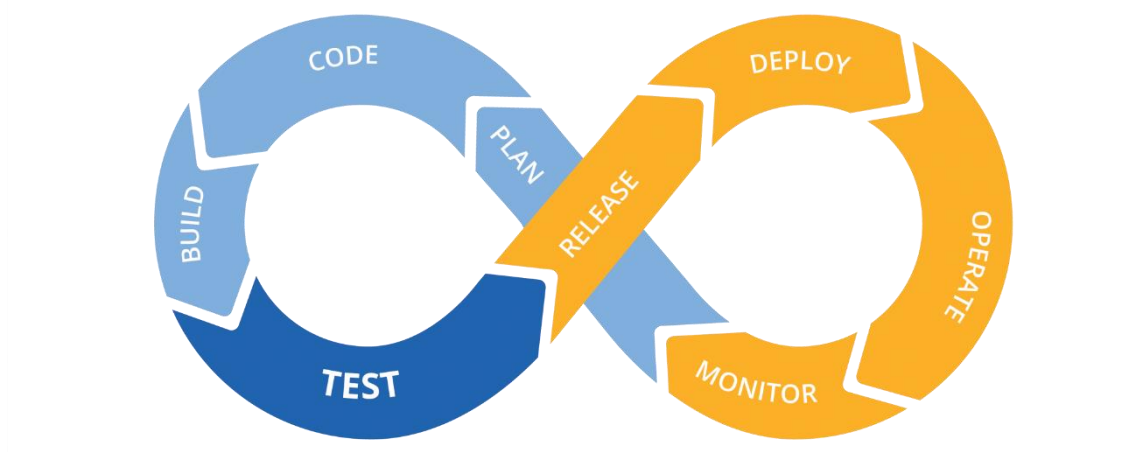 CODE
DEPLOY
PLAN
BUILD
RELEASE
OPERATE
TEST
MONITOR